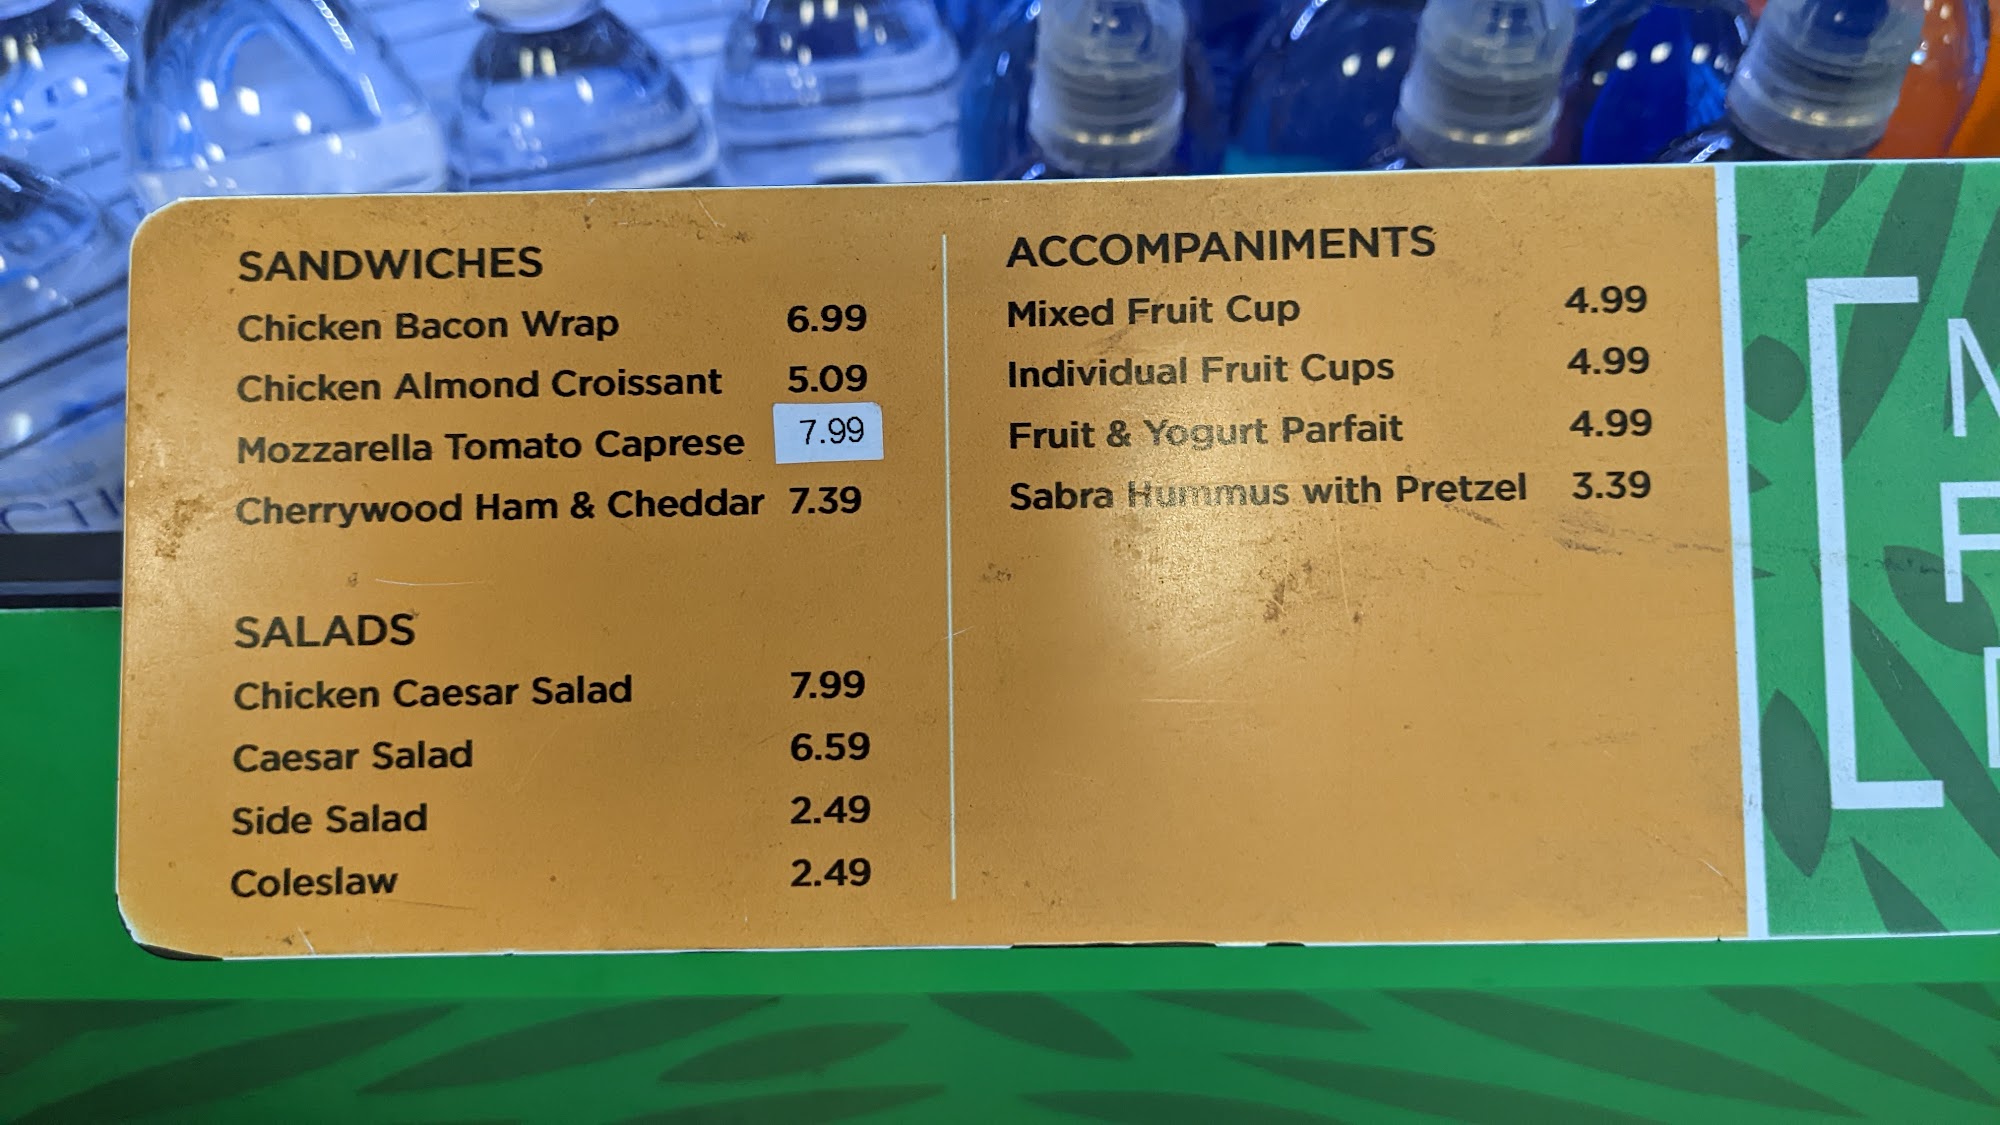 SANDWICHES
Chicken Bacon Wrap 6.99
Chicken Almond Croissant 5.09
Mozzarella Tomato Caprese 7.99
Cherrywood Ham & Cheddar 7.39
SALADS
Chicken Caesar Salad 7.99
Caesar Salad 6.59
Side Salad 2.49
Coleslaw 2.49
ACCOMPANIMENTS
Mixed Fruit Cup 4.99
Individual Fruit Cups 4.99
Fruit & Yogurt Parfait 4.99
Sabra Hummus with Pretzel 3.39